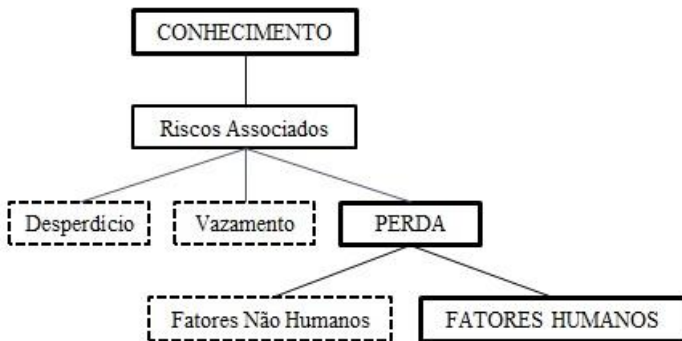 CONHECIMENTO
Riscos Associados
Desperdício
Vazamento
PERDA
Fatores Não Humanos
FATORES HUMANOS